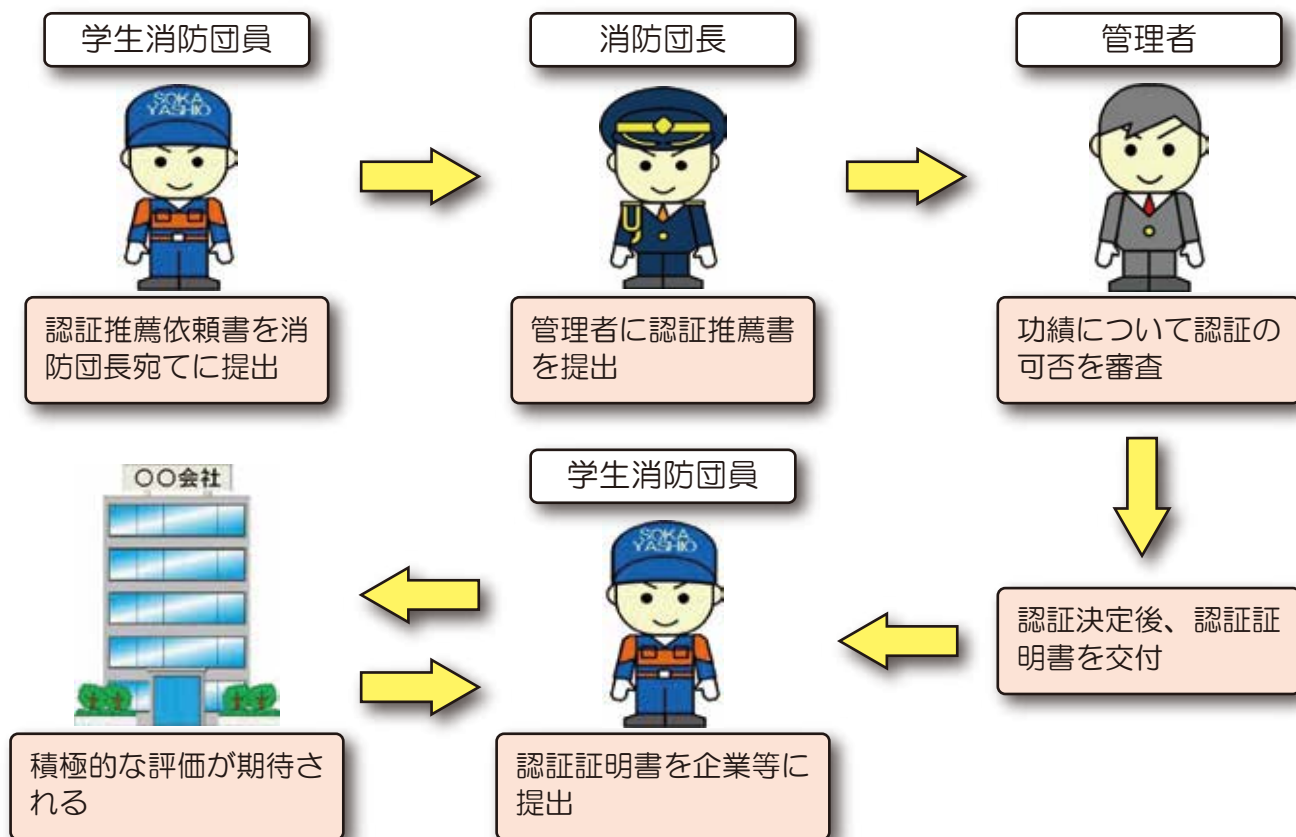 学生消防団員
消防団長
管理者
SOKA
YASHIO
認証推薦依頼書を消
防団長宛てに提出
管理者に認証推薦書
を提出
功績について認証の
可否を審査
認証決定後、認証証
明書を交付
学生消防団員
SOKA
YASHIO
認証証明書を企業等に
提出
〇〇会社
積極的な評価が期待さ
れる